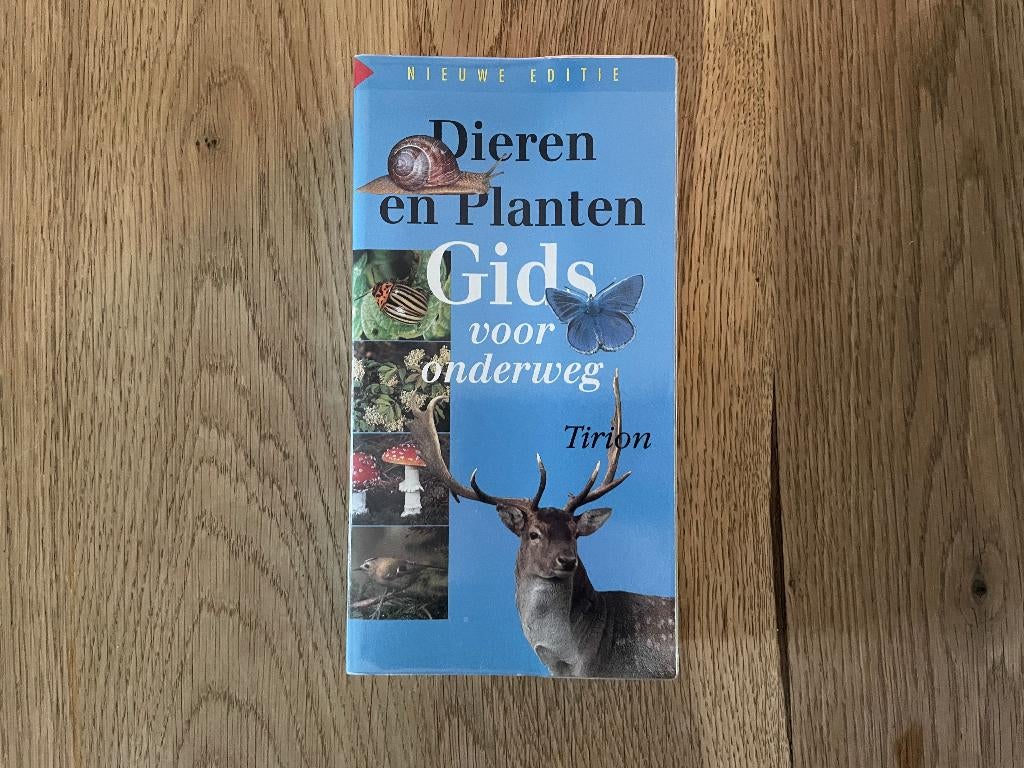 NIEUWE EDITIE
Dieren
en Planten
Gids
voor
onderweg
Tirion